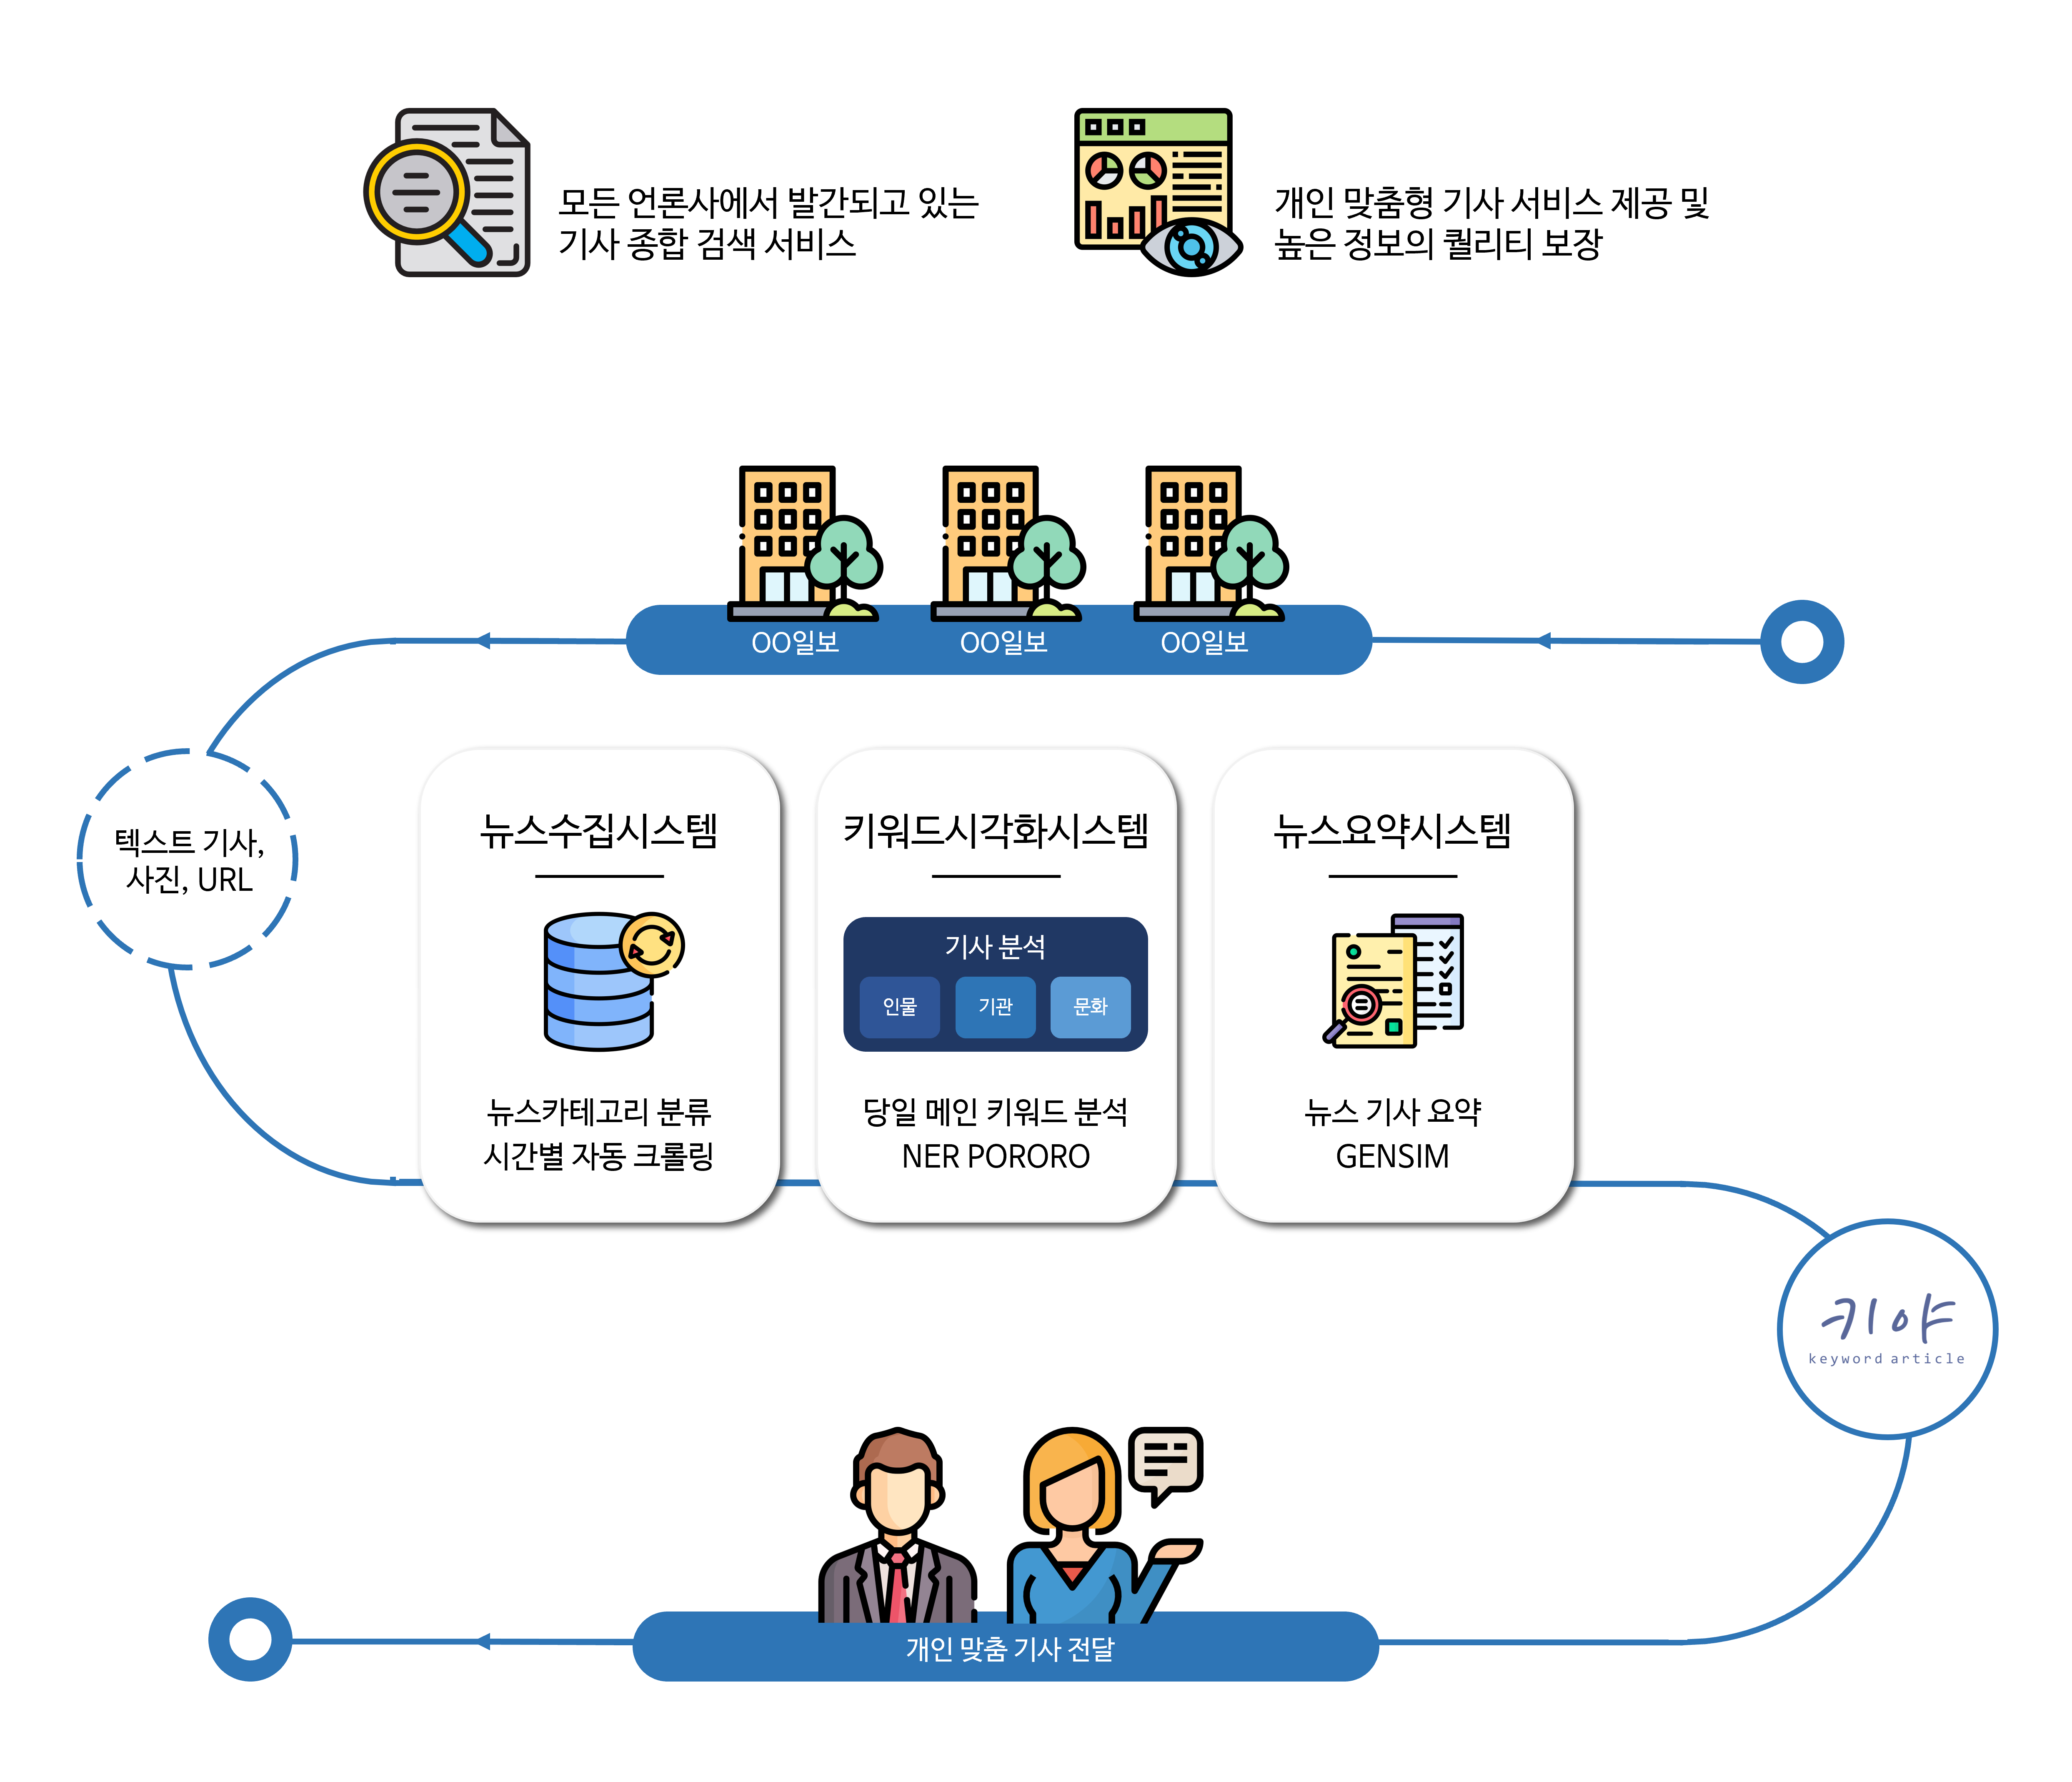 모든 언론사에서 발간되고 있는
기사 종합 검색 서비스
개인 맞춤형 기사 서비스 제공 및
높은 정보의 퀄리티 보장
OO일보
OO일보
OO일보
텍스트 기사,
사진, URL
뉴스수집시스템
뉴스카테고리 분류
시간별 자동 크롤링
키워드시각화시스템
기사 분석
인물
기관
문화
당일 메인 키워드 분석
NER PORORO
뉴스요약시스템
뉴스 기사 요약
GENSIM
키야
keyword article
개인 맞춤 기사 전달